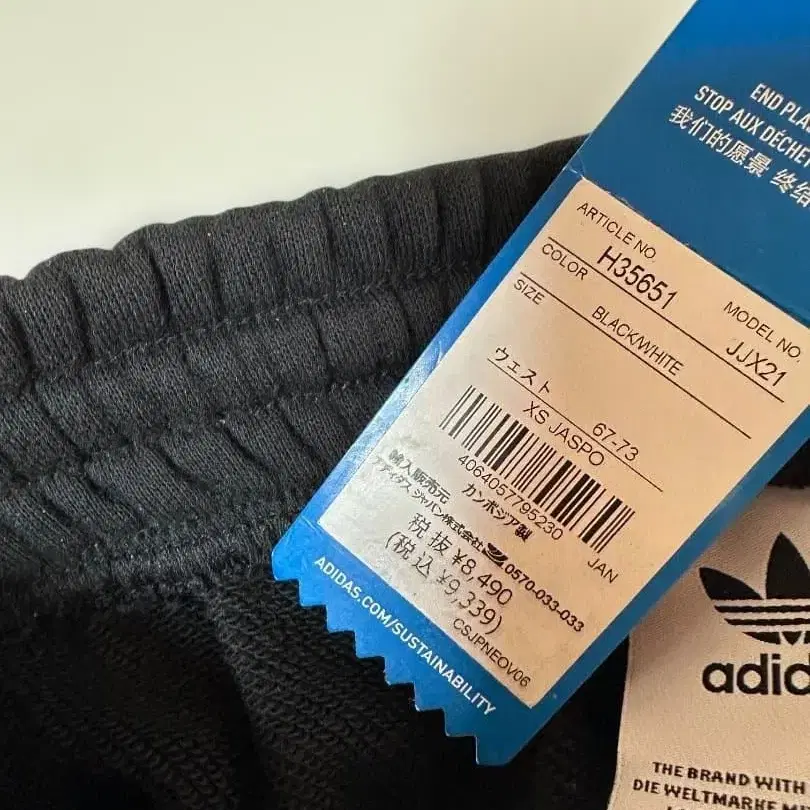 END PLA
STOP AUX DÉCHET
我们的愿景 终结
ARTICLE NO.
H35651
MODEL NO.
JJX21
COLOR
BLACK/WHITE
SIZE
ウェスト 67-73
XS JASPO
4064057795230
JAN
輸入販売元 カンボジア製
アディダス ジャパン株式会社 0570-033-033
税 抜 ¥8,490
(税 込 ¥9,339)
CSJPNEOV06
ADIDAS.COM/SUSTAINABILITY
adid
THE BRAND WITH
DIE WELTMARKE MI